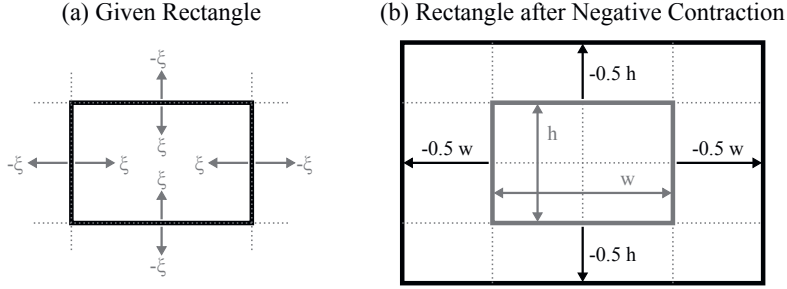 (a) Given Rectangle
(b) Rectangle after Negative Contraction
-ξ
ξ
-ξ
ξ
ξ
-ξ
ξ
-ξ
-0.5 h
h
-0.5 w
-0.5 w
w
-0.5 h